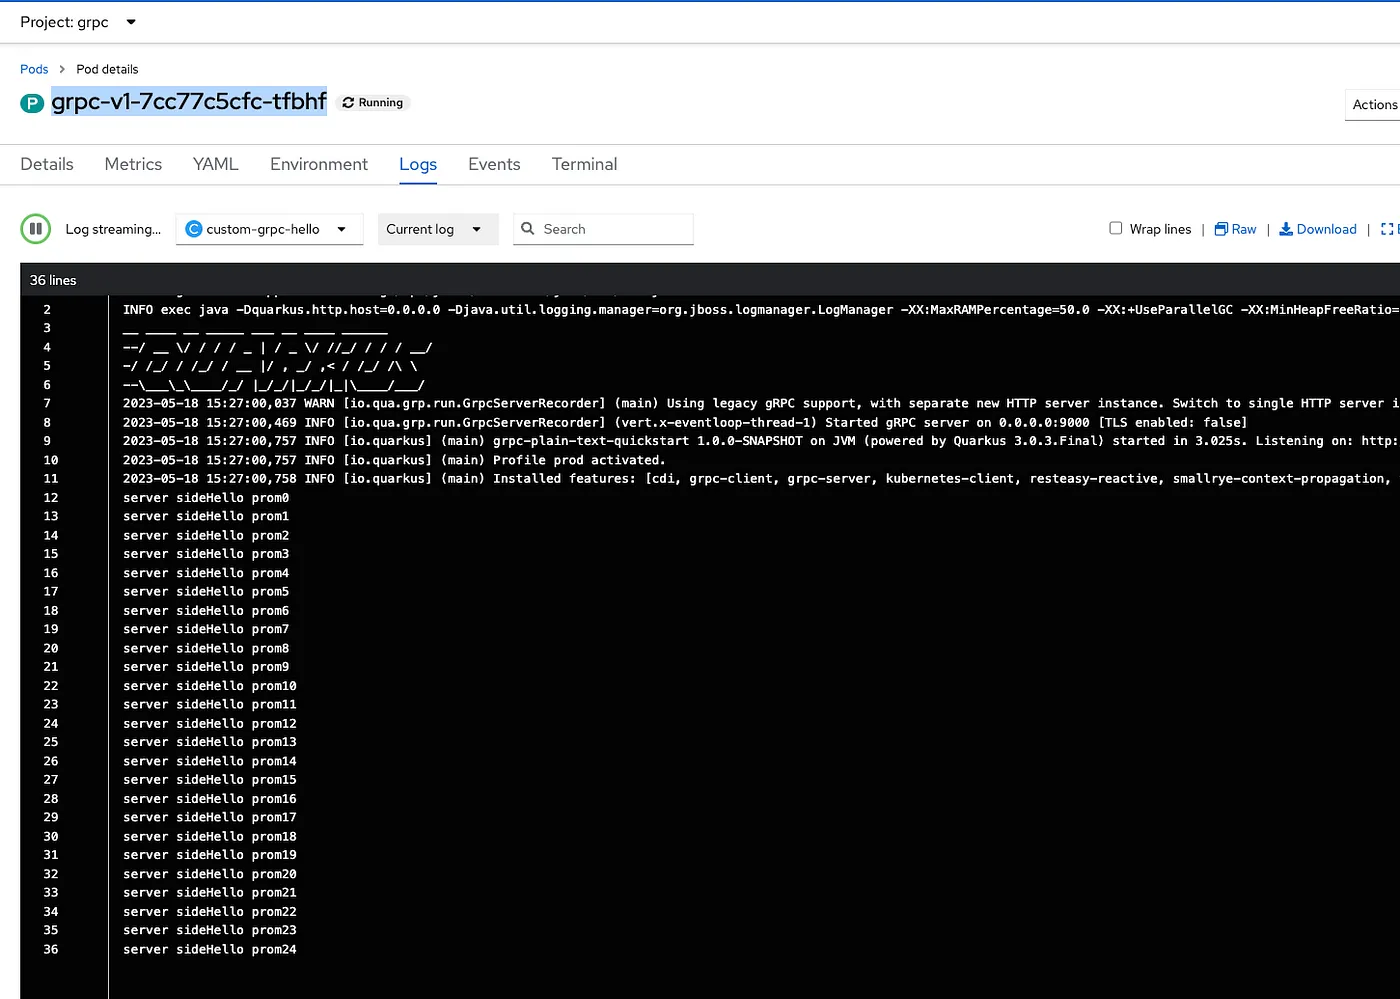 Project: grpc
Pods > Pod details
P grpc-v1-7cc77c5cfc-tfbhf Running
Actions
Details Metrics YAML Environment Logs Events Terminal
Log streaming... C custom-grpc-hello Current log Search Wrap lines | Raw | Download |
36 lines
2 INFO exec java -Dquarkus.http.host=0.0.0.0 -Djava.util.logging.manager=org.jboss.logmanager.LogManager -XX:MaxRAMPercentage=50.0 -XX:+UseParallelGC -XX:MinHeapFreeRatio=
3 __ ____ __ _____ ___ __ ____ ______
4 --/ __ \/ / / / _ | / _ \/ //_/ / / / __/
5 -/ /_/ / /_/ / __ |/ , _/ ,< / /_/ /\ \
6 --\___\_\____/_/ |_/_/|_/_/|_|\____/___/
7 2023-05-18 15:27:00,037 WARN [io.qua.grp.run.GrpcServerRecorder] (main) Using legacy gRPC support, with separate new HTTP server instance. Switch to single HTTP server i
8 2023-05-18 15:27:00,469 INFO [io.qua.grp.run.GrpcServerRecorder] (vert.x-eventloop-thread-1) Started gRPC server on 0.0.0.0:9000 [TLS enabled: false]
9 2023-05-18 15:27:00,757 INFO [io.quarkus] (main) grpc-plain-text-quickstart 1.0.0-SNAPSHOT on JVM (powered by Quarkus 3.0.3.Final) started in 3.025s. Listening on: http:
10 2023-05-18 15:27:00,757 INFO [io.quarkus] (main) Profile prod activated.
11 2023-05-18 15:27:00,758 INFO [io.quarkus] (main) Installed features: [cdi, grpc-client, grpc-server, kubernetes-client, resteasy-reactive, smallrye-context-propagation,
12 server sideHello prom0
13 server sideHello prom1
14 server sideHello prom2
15 server sideHello prom3
16 server sideHello prom4
17 server sideHello prom5
18 server sideHello prom6
19 server sideHello prom7
20 server sideHello prom8
21 server sideHello prom9
22 server sideHello prom10
23 server sideHello prom11
24 server sideHello prom12
25 server sideHello prom13
26 server sideHello prom14
27 server sideHello prom15
28 server sideHello prom16
29 server sideHello prom17
30 server sideHello prom18
31 server sideHello prom19
32 server sideHello prom20
33 server sideHello prom21
34 server sideHello prom22
35 server sideHello prom23
36 server sideHello prom24